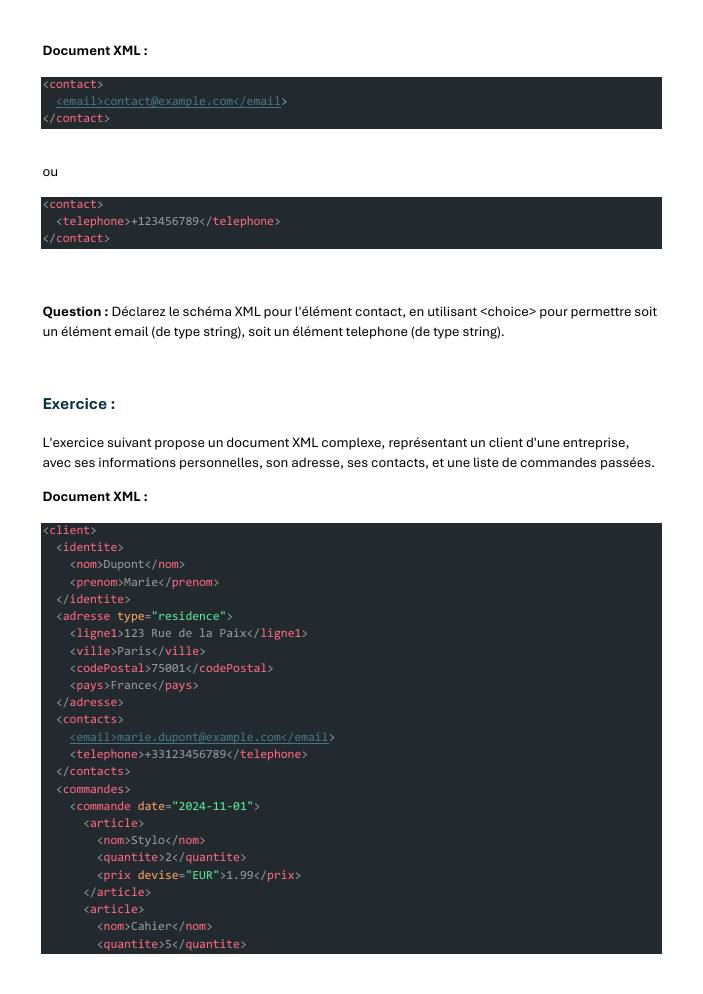 Document XML :
<contact>
  <email>contact@example.com</email>
</contact>
ou
<contact>
  <telephone>+123456789</telephone>
</contact>
Question : Déclarez le schéma XML pour l'élément contact, en utilisant <choice> pour permettre soit
un élément email (de type string), soit un élément telephone (de type string).
Exercice :
L'exercice suivant propose un document XML complexe, représentant un client d'une entreprise,
avec ses informations personnelles, son adresse, ses contacts, et une liste de commandes passées.
Document XML :
<client>
  <identite>
    <nom>Dupont</nom>
    <prenom>Marie</prenom>
  </identite>
  <adresse type="residence">
    <ligne1>123 Rue de la Paix</ligne1>
    <ville>Paris</ville>
    <codePostal>75001</codePostal>
    <pays>France</pays>
  </adresse>
  <contacts>
    <email>marie.dupont@example.com</email>
    <telephone>+33123456789</telephone>
  </contacts>
  <commandes>
    <commande date="2024-11-01">
      <article>
        <nom>Stylo</nom>
        <quantite>2</quantite>
        <prix devise="EUR">1.99</prix>
      </article>
      <article>
        <nom>Cahier</nom>
        <quantite>5</quantite>